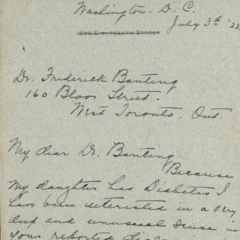 Washington. D. C.
July 3rd '22
Dr. Frederick Banting
160 Bloor Street.
West Toronto. Ont.
My dear Dr. Banting
Because
my daughter has Diabetes I
have been interested in a very
deep and unusual sense in
your reported